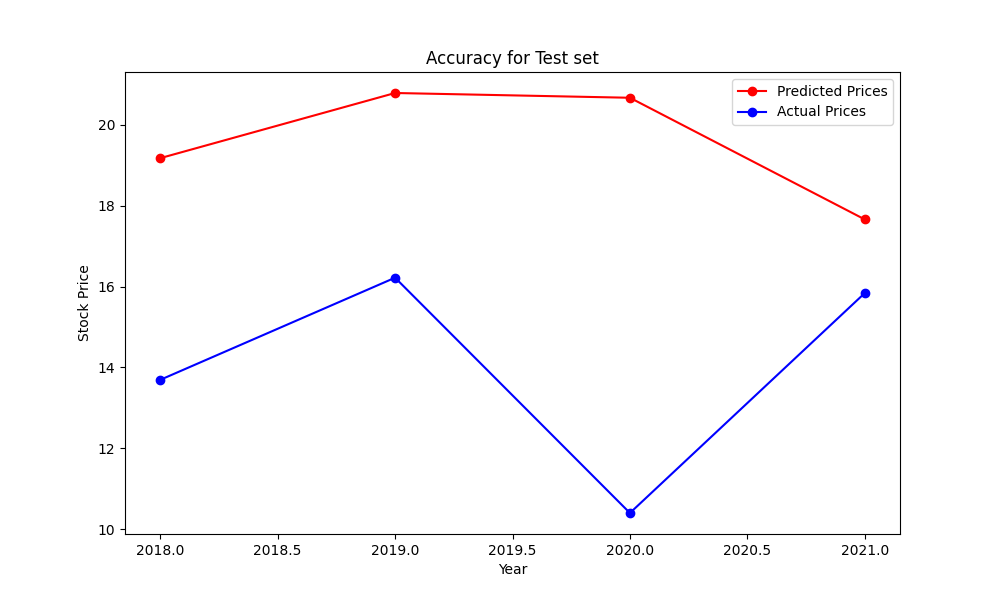 Accuracy for Test set
Predicted Prices
Actual Prices
Stock Price
20
18
16
14
12
10
2018.0 2018.5 2019.0 2019.5 2020.0 2020.5 2021.0
Year